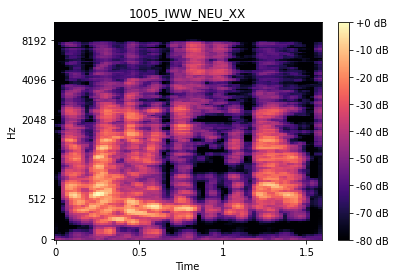 1005_IWW_NEU_XX
+0 dB
8192
-10 dB
4096
-20 dB
-30 dB
2048
Hz
-40 dB
1024
-50 dB
512
-60 dB
-70 dB
0
-80 dB
0 0.5 1 1.5
Time